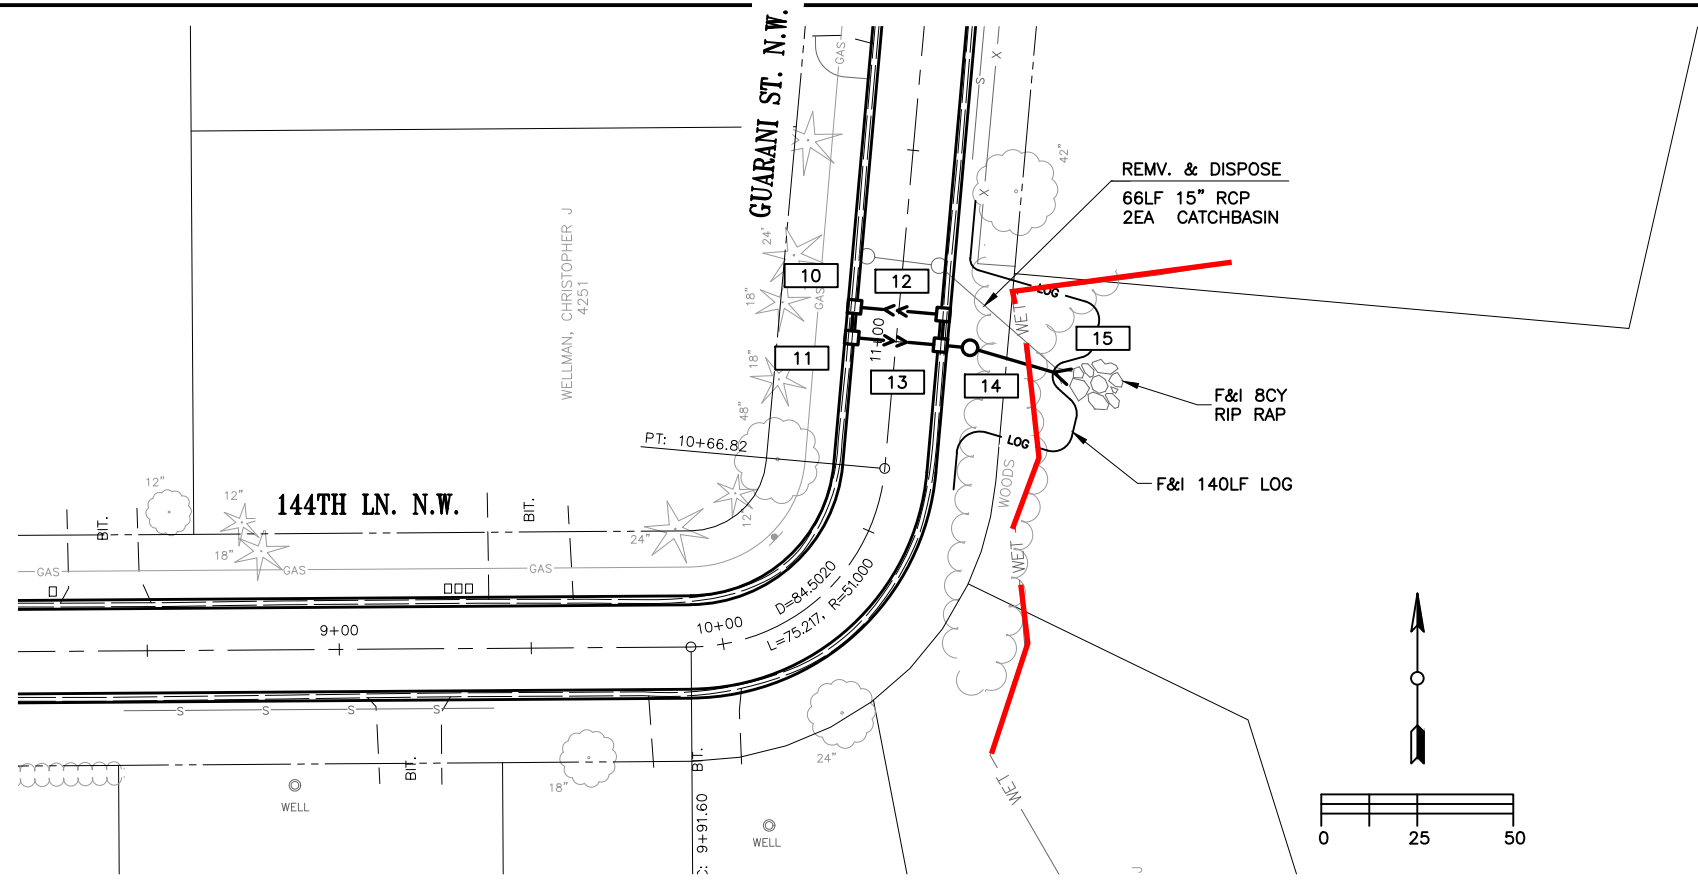 GUARANI ST. N.W.
GAS
S
X
42"
REMV. & DISPOSE
66LF 15" RCP
2EA CATCHBASIN
X
WELLMAN, CHRISTOPHER J
4251
24"
10
12
GAS
LOG
18"
WET
11+00
15
11
13
14
18"
F&I 8CY
RIP RAP
48"
PT: 10+66.82
LOG
WOODS
F&I 140LF LOG
12"
12"
144TH LN. N.W.
BIT.
BIT.
12"
18"
24"
WET
GAS
GAS
GAS
D=84.5020
L=75.217, R=51.000
9+00
10+00
S
S
S
S
BIT.
BIT.
24"
18"
WELL
WELL
C: 9+91.60
WET
0
25
50
J